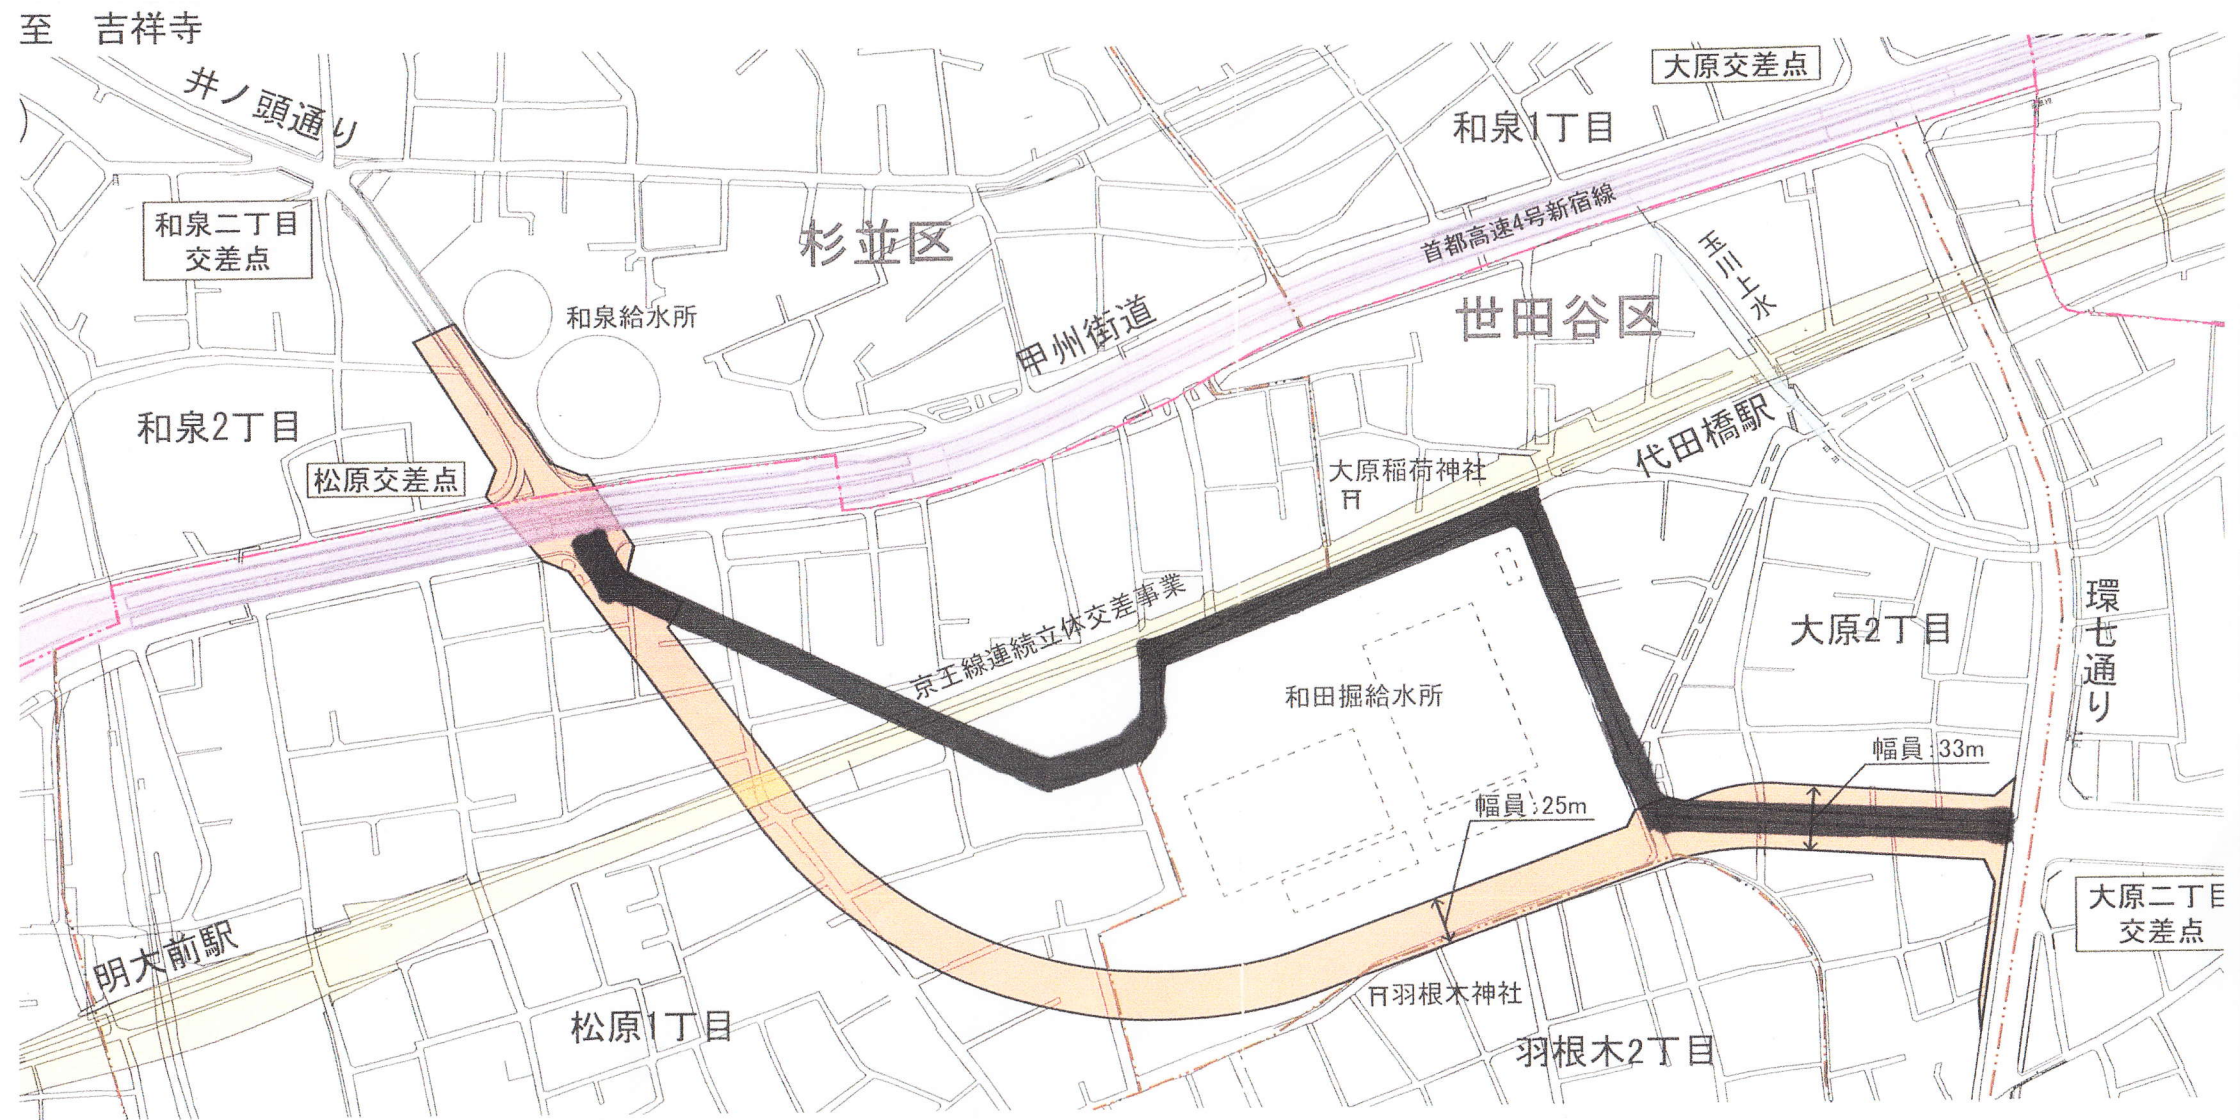 至 吉祥寺
井ノ頭通り
大原交差点
和泉1丁目
和泉二丁目
交差点
杉並区
首都高速4号新宿線
玉川上水
和泉給水所
甲州街道
世田谷区
和泉2丁目
松原交差点
大原稲荷神社
代田橋駅
京王線連続立体交差事業
環七通り
大原2丁目
和田掘給水所
幅員:33m
幅員:25m
大原二丁目
交差点
明大前駅
羽根木神社
松原1丁目
羽根木2丁目